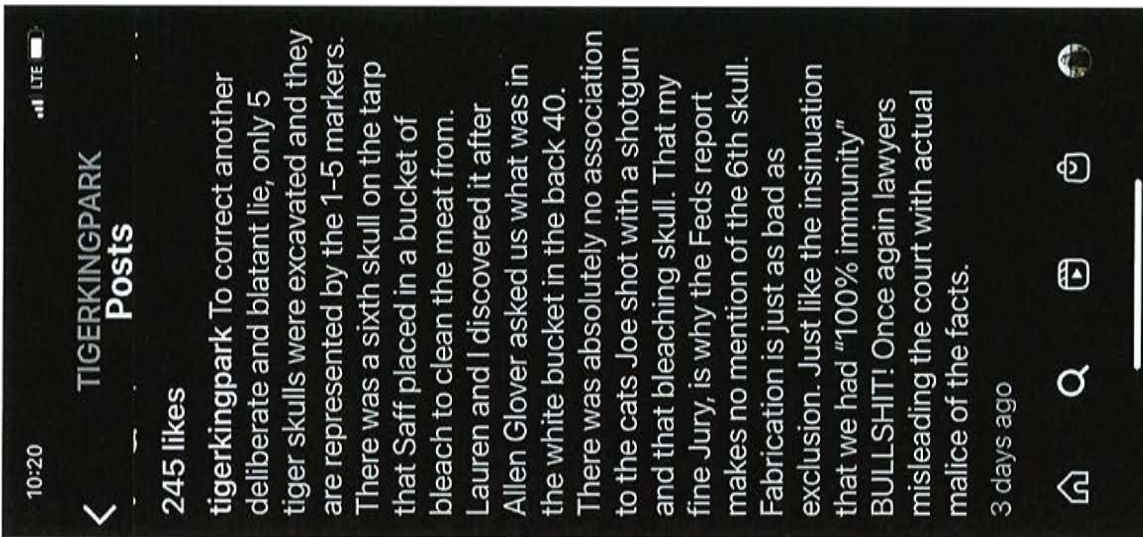 10:20
LTE
TIGERKINGPARK
Posts
245 likes
tigerkingpark To correct another
deliberate and blatant lie, only 5
tiger skulls were excavated and they
are represented by the 1-5 markers.
There was a sixth skull on the tarp
that Saff placed in a bucket of
bleach to clean the meat from.
Lauren and I discovered it after
Allen Glover asked us what was in
the white bucket in the back 40.
There was absolutely no association
to the cats Joe shot with a shotgun
and that bleaching skull. That my
fine Jury, is why the Feds report
makes no mention of the 6th skull.
Fabrication is just as bad as
exclusion. Just like the insinuation
that we had "100% immunity"
BULLSHIT! Once again lawyers
misleading the court with actual
malice of the facts.
3 days ago